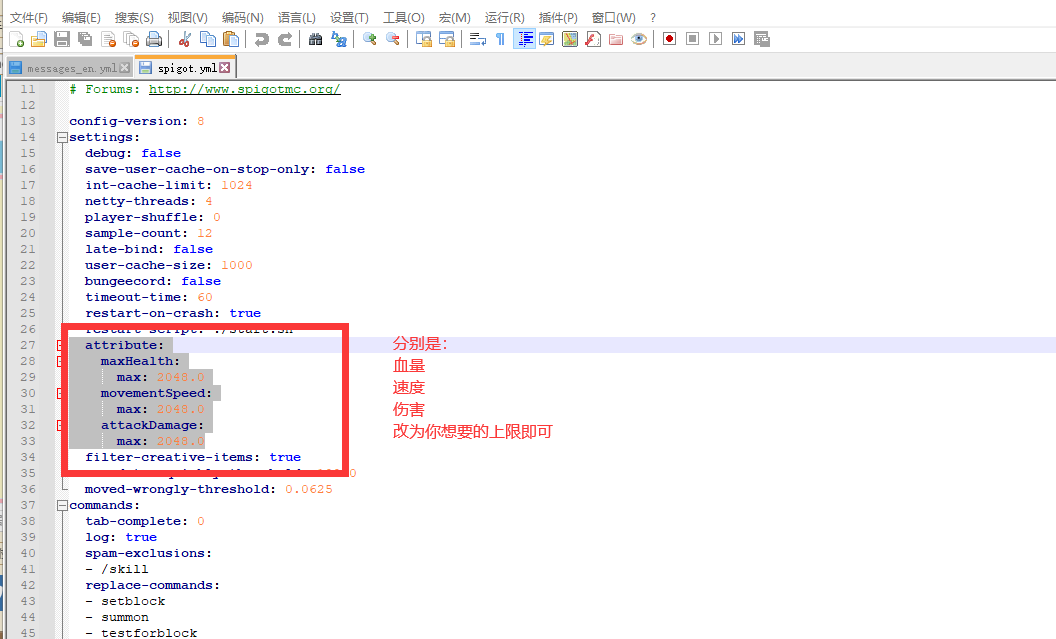 文件(F) 编辑(E) 搜索(S) 视图(V) 编码(N) 语言(L) 设置(T) 工具(O) 宏(M) 运行(R) 插件(P) 窗口(W) ?
messages_en.yml spigot.yml
11 # Forums: http://www.spigotmc.org/
12
13 config-version: 8
14 settings:
15 debug: false
16 save-user-cache-on-stop-only: false
17 int-cache-limit: 1024
18 netty-threads: 4
19 player-shuffle: 0
20 sample-count: 12
21 late-bind: false
22 user-cache-size: 1000
23 bungeecord: false
24 timeout-time: 60
25 restart-on-crash: true
26 restart-script: ./start.sh
27 attribute:
28 maxHealth:
29 max: 2048.0
30 movementSpeed:
31 max: 2048.0
32 attackDamage:
33 max: 2048.0
34 filter-creative-items: true
35
36 moved-wrongly-threshold: 0.0625
37 commands:
38 tab-complete: 0
39 log: true
40 spam-exclusions:
41 - /skill
42 replace-commands:
43 - setblock
44 - summon
45 - testforblock
分别是:
血量
速度
伤害
改为你想要的上限即可